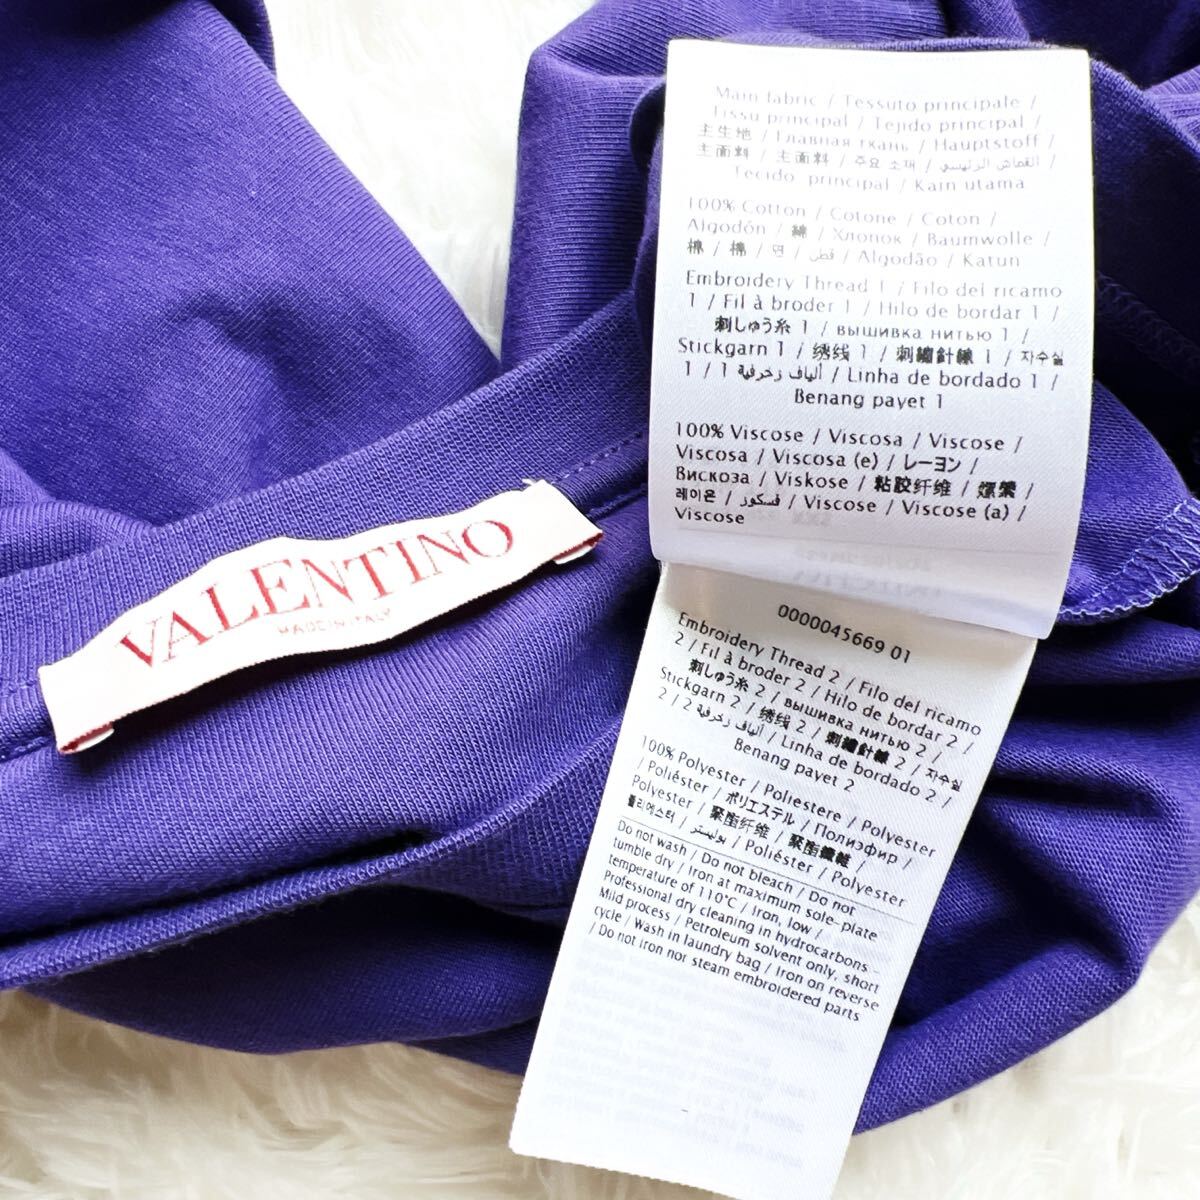 VALENTINO
MADE IN ITALY
Main fabric / Tessuto principale /
Tissu principal / Tejido principal /
主生地 / Главная ткань / Hauptstoff /
主面料 / 主面料 / 주요 소재 / القماش الرئيسي /
Tecido principal / Kain utama
100% Cotton / Cotone / Coton /
Algodón / 綿 / Хлопок / Baumwolle /
棉 / 棉 / 면 / قطن / Algodão / Katun
Embroidery Thread 1 / Filo del ricamo
1 / Fil à broder 1 / Hilo de bordar 1 /
刺しゅう糸 1 / вышивка нитью 1 /
Stickgarn 1 / 绣线 1 / 刺繡針線 1 / 자수실
1 / 1 ألياف زخرفية / Linha de bordado 1 /
Benang payet 1
100% Viscose / Viscosa / Viscose /
Viscosa / Viscosa (e) / レーヨン /
Вискоза / Viskose / 粘胶纤维 / 嫘縈 /
레이온 / فسكوز / Viscose / Viscose (a) /
Viscose
0000045669 01
Embroidery Thread 2 / Filo del ricamo
2 / Fil à broder 2 / Hilo de bordar 2 /
刺しゅう糸 2 / вышивка нитью 2 /
Stickgarn 2 / 绣线 2 / 刺繡針線 2 / 자수실
2 / 2 ألياف زخرفية / Linha de bordado 2 /
Benang payet 2
100% Polyester / Poliestere / Polyester
/ Poliéster / ポリエステル / Полиэфир /
Polyester / 聚酯纤维 / 聚酯纖維 /
폴리에스터 / بوليستر / Poliéster / Polyester
Do not wash / Do not bleach / Do not
tumble dry / Iron at maximum sole-plate
temperature of 110°C / Iron, low /
Professional dry cleaning in hydrocarbons -
Mild process / Petroleum solvent only, short
cycle / Wash in laundry bag / Iron on reverse
/ Do not iron nor steam embroidered parts